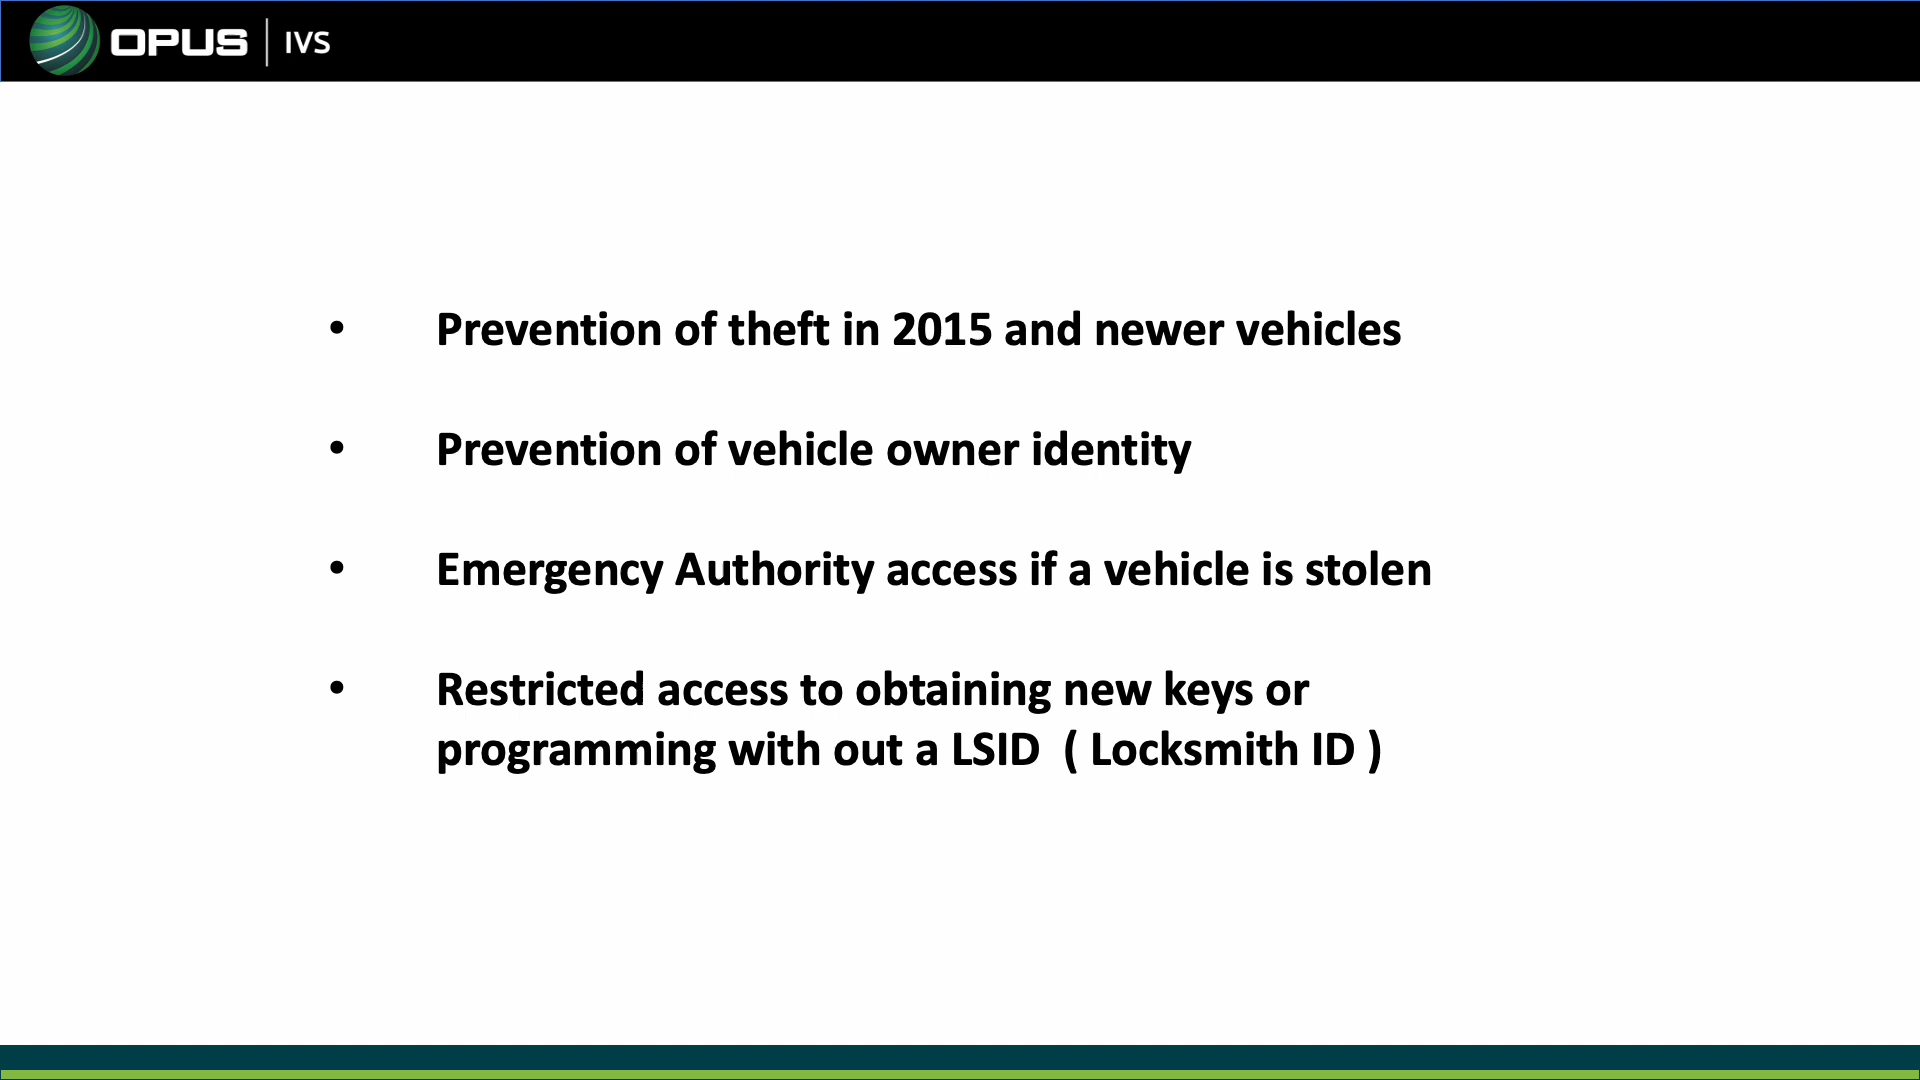 OPUS | IVS
• Prevention of theft in 2015 and newer vehicles
• Prevention of vehicle owner identity
• Emergency Authority access if a vehicle is stolen
• Restricted access to obtaining new keys or
programming with out a LSID  ( Locksmith ID )